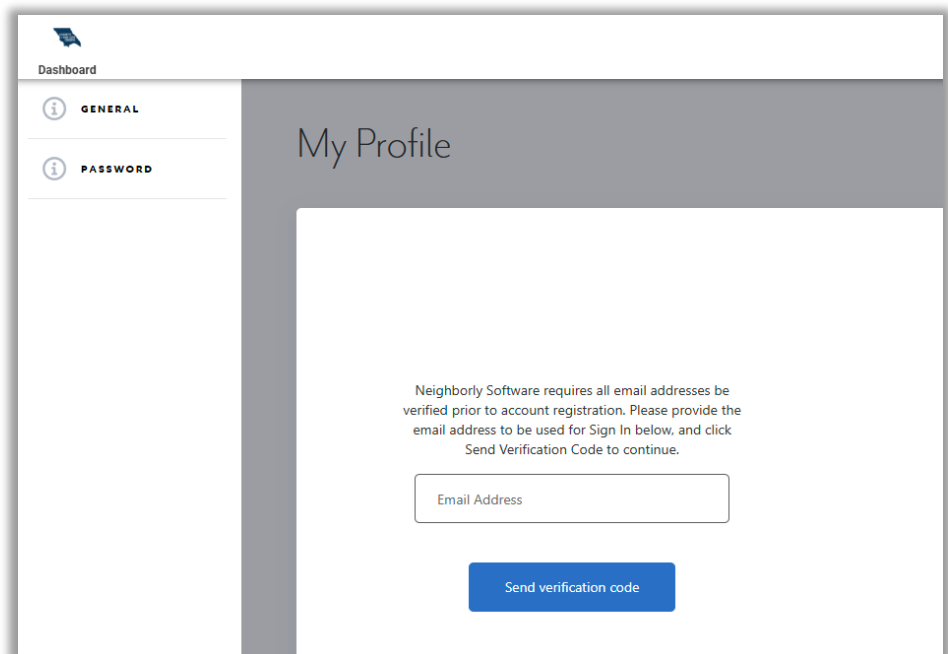 Dashboard
GENERAL
PASSWORD
My Profile
Neighborly Software requires all email addresses be
verified prior to account registration. Please provide the
email address to be used for Sign In below, and click
Send Verification Code to continue.
Email Address
Send verification code